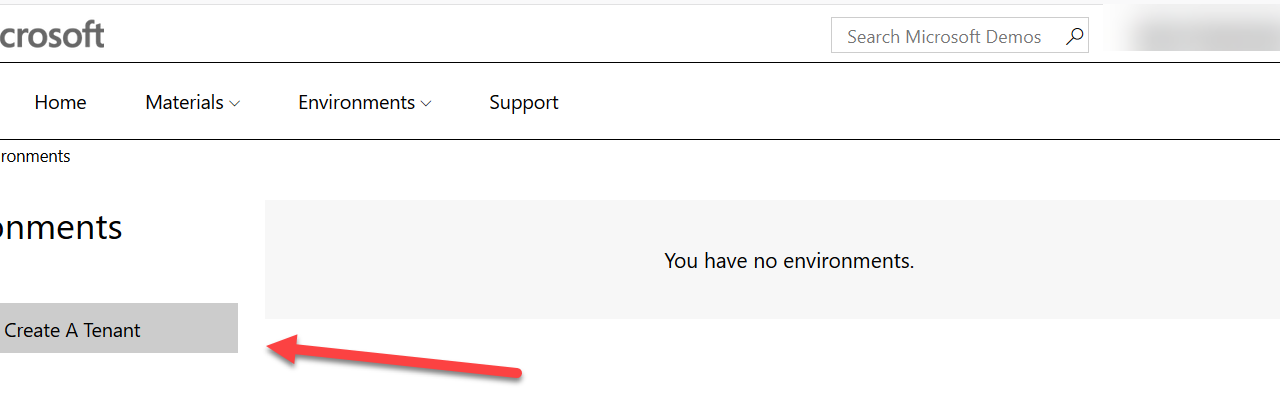 crosoft
Search Microsoft Demos
Home
Materials
Environments
Support
ronments
onments
You have no environments.
Create A Tenant